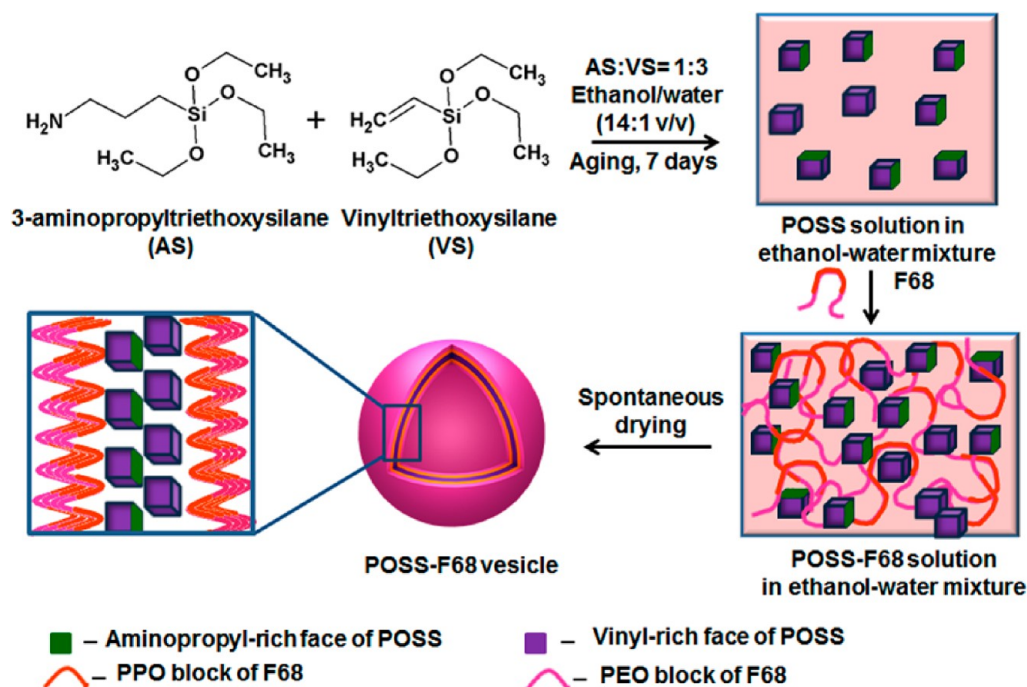 H₂N
Si
O
O
O
CH₃
CH₃
H₃C
+
H₂C
Si
O
O
O
CH₃
CH₃
H₃C
AS:VS= 1:3
Ethanol/water
(14:1 v/v)
Aging, 7 days
3-aminopropyltriethoxysilane
(AS)
Vinyltriethoxysilane
(VS)
POSS solution in
ethanol-water mixture
F68
Spontaneous
drying
POSS-F68 vesicle
POSS-F68 solution
in ethanol-water mixture
– Aminopropyl-rich face of POSS
– Vinyl-rich face of POSS
– PPO block of F68
– PEO block of F68